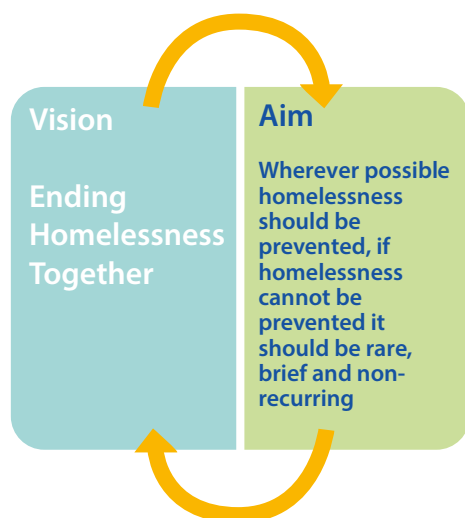 Vision
Ending
Homelessness
Together
Aim
Wherever possible
homelessness
should be
prevented, if
homelessness
cannot be
prevented it
should be rare,
brief and non-
recurring